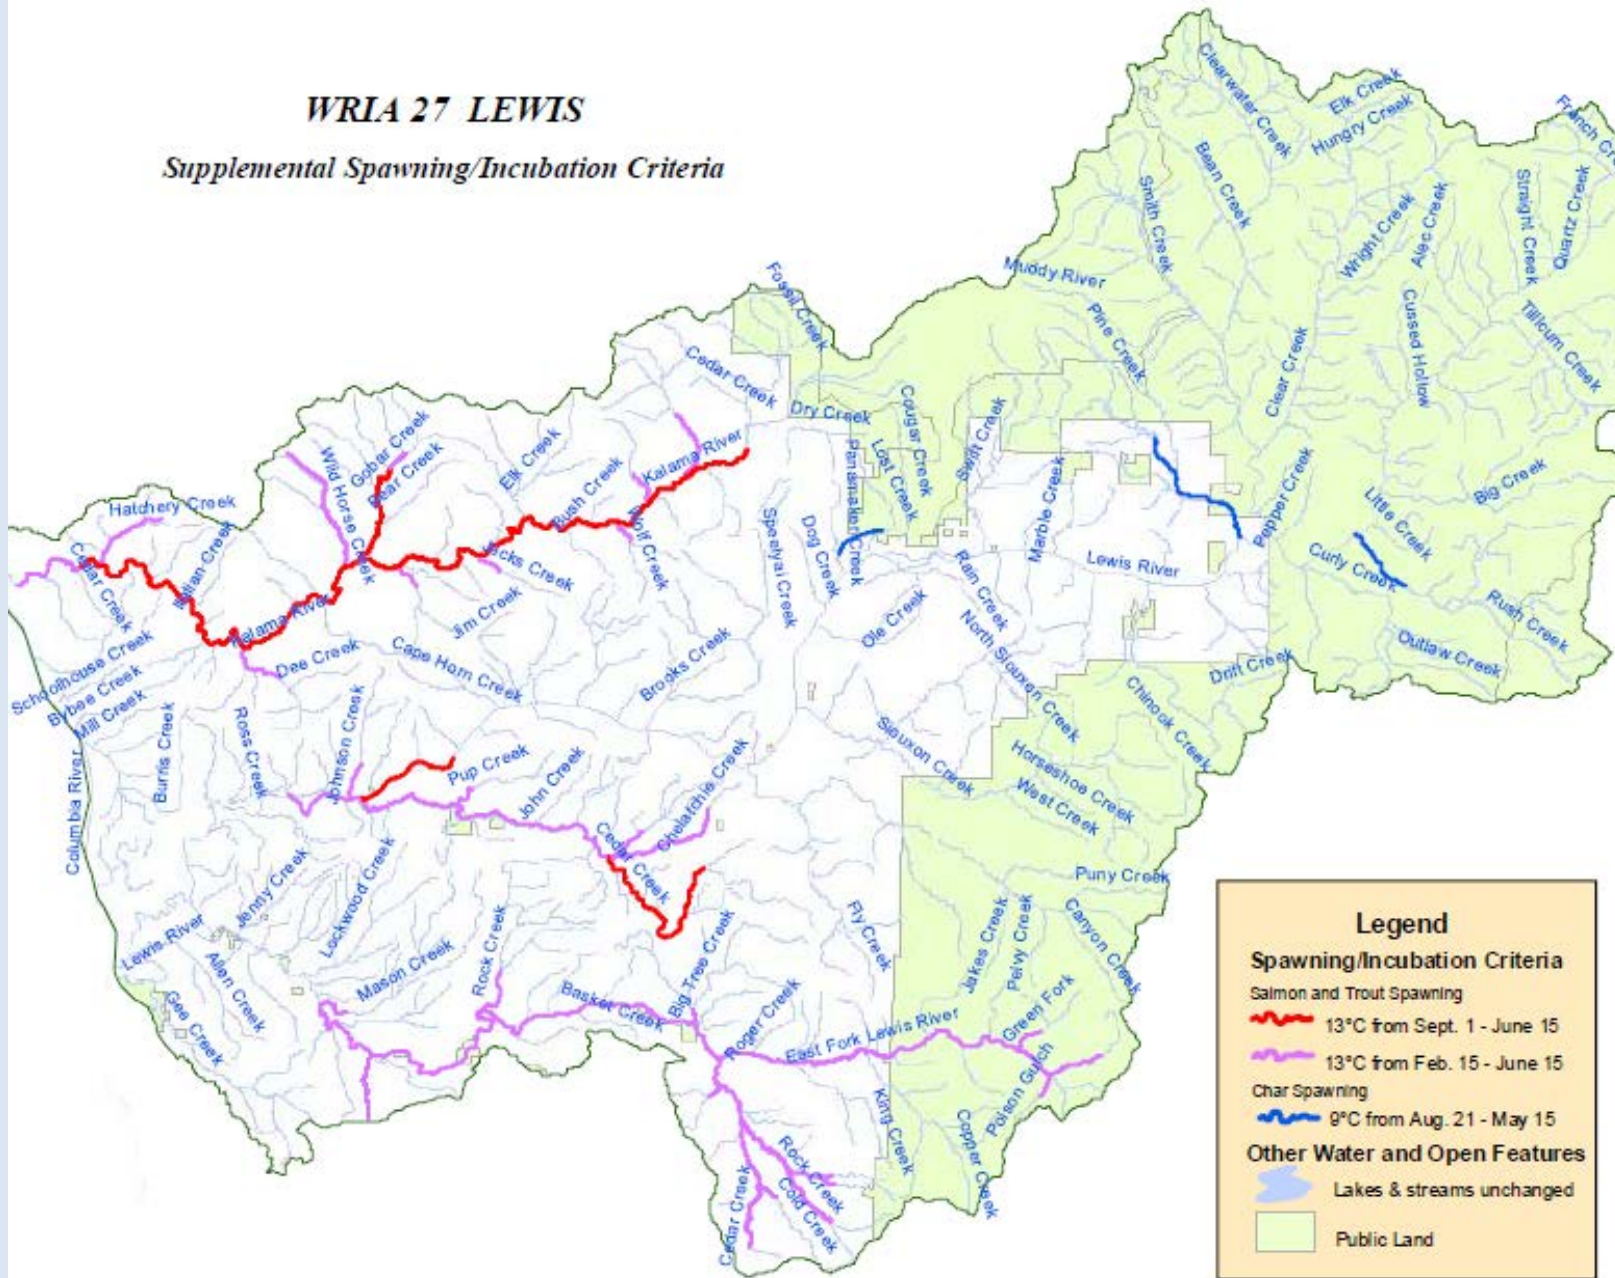 WRIA 27 LEWIS
Supplemental Spawning/Incubation Criteria
Clearwater Creek
Elk Creek
Hungry Creek
Bean Creek
Smith Creek
Straight Creek
Quartz Creek
Wright Creek
Alec Creek
Muddy River
Pine Creek
Fossil Creek
Cussed Hollow
Tillicum Creek
Clear Creek
Cedar Creek
Dry Creek
Cougar Creek
Lost Creek
Panamaker Creek
Swift Creek
Gobar Creek
Bear Creek
Wild Horse Creek
Elk Creek
Bush Creek
Kalama River
Hatchery Creek
Marble Creek
Pepper Creek
Big Creek
Little Creek
Cedar Creek
Jacks Creek
Wolf Creek
Speelyai Creek
Dog Creek
Lewis River
Curly Creek
Rush Creek
Kalama River
Jim Creek
Rain Creek
Ole Creek
North Siouxon Creek
Outlaw Creek
Schoolhouse Creek
Bybee Creek
Mill Creek
Dee Creek
Cape Horn Creek
Brooks Creek
Drift Creek
Chinook Creek
Burris Creek
Ross Creek
Johnson Creek
Pup Creek
John Creek
Chelatchie Creek
Siouxon Creek
Horseshoe Creek
West Creek
Columbia River
Cedar Creek
Jenny Creek
Lockwood Creek
Puny Creek
Canyon Creek
Lewis River
Allen Creek
Gee Creek
Mason Creek
Rock Creek
Basket Creek
Big Tree Creek
Fly Creek
Jakes Creek
Pelvy Creek
Green Fork
Roger Creek
East Fork Lewis River
Poison Gulch
King Creek
Copper Creek
Rock Creek
Cold Creek
Cedar Creek
Legend
Spawning/Incubation Criteria
Salmon and Trout Spawning
13°C from Sept. 1 - June 15
13°C from Feb. 15 - June 15
Char Spawning
9°C from Aug. 21 - May 15
Other Water and Open Features
Lakes & streams unchanged
Public Land